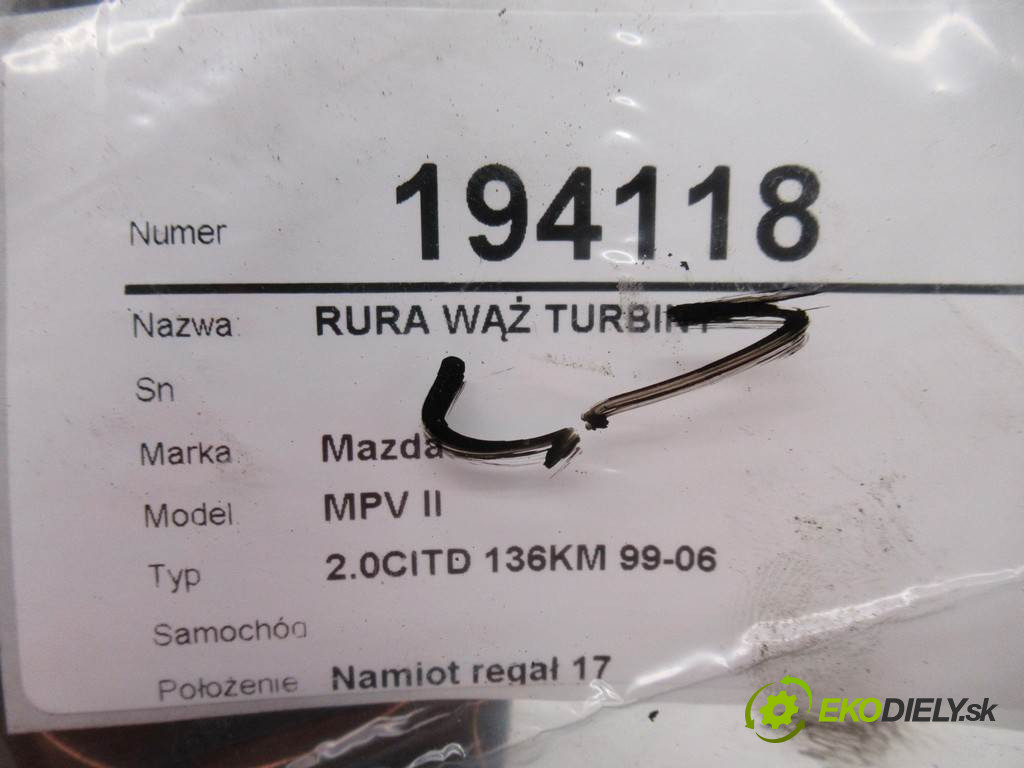 Numer 194118
Nazwa: RURA WĄŻ TURBINY
Sn
Marka: Mazda
Model: MPV II
Typ 2.0CITD 136KM 99-06
Samochód
Położenie Namiot regał 17
EKODIELY.sk